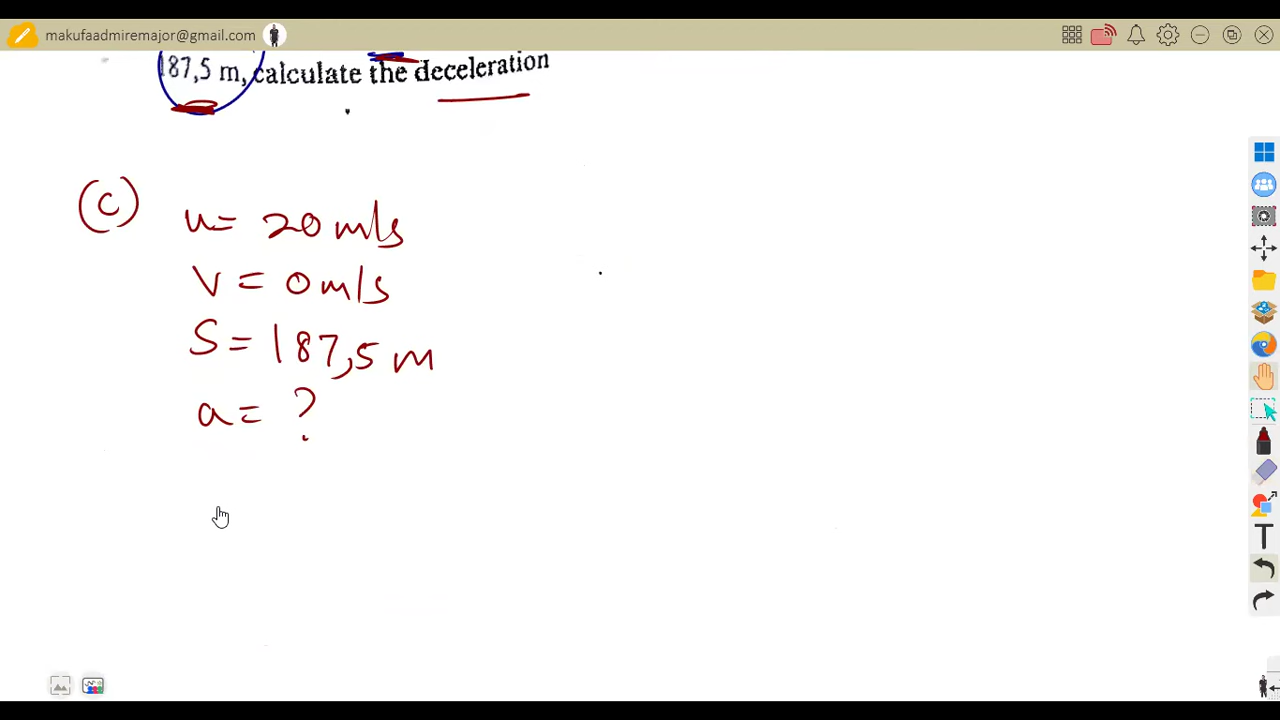 makufaadmiremajor@gmail.com
187,5 m, calculate the deceleration
(c)
u= 20 m/s
V = 0 m/s
S = 187,5 m
a= ?
T